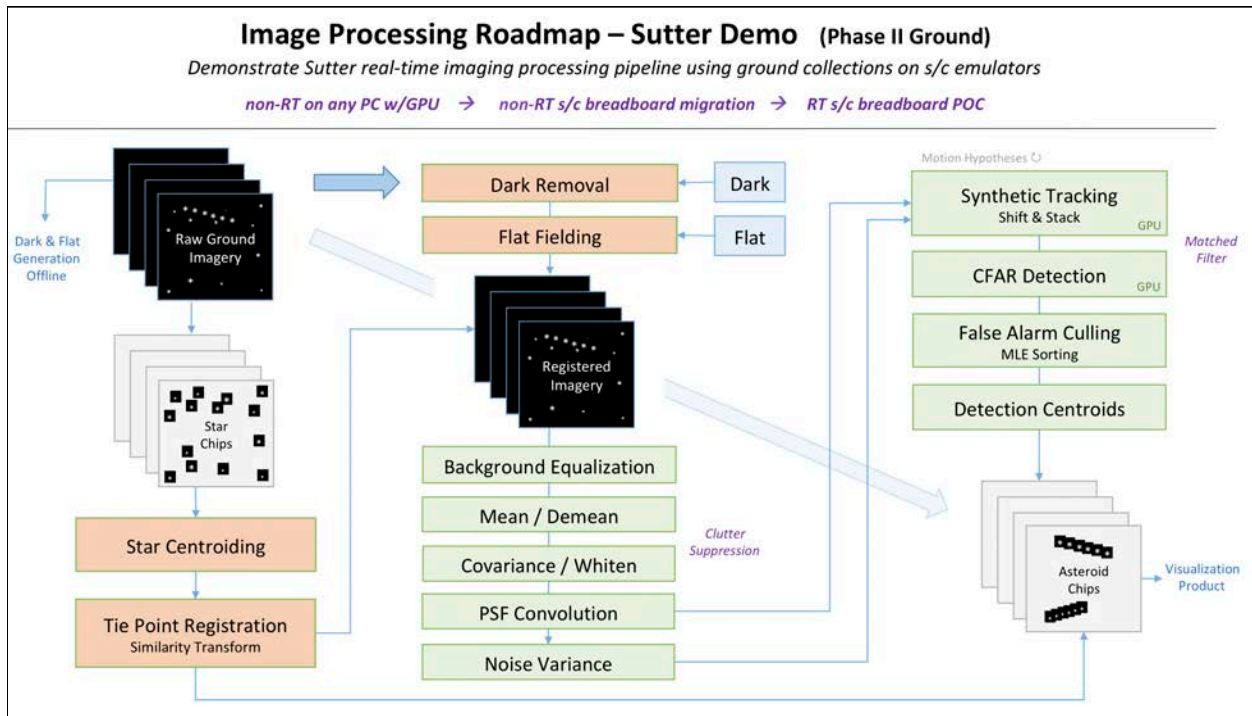 Image Processing Roadmap – Sutter Demo (Phase II Ground)
Demonstrate Sutter real-time imaging processing pipeline using ground collections on s/c emulators
non-RT on any PC w/GPU → non-RT s/c breadboard migration → RT s/c breadboard POC
Dark & Flat
Generation
Offline
Raw Ground
Imagery
Star
Chips
Star Centroiding
Tie Point Registration
Similarity Transform
Dark Removal
Dark
Flat Fielding
Flat
Registered
Imagery
Background Equalization
Mean / Demean
Covariance / Whiten
PSF Convolution
Noise Variance
Clutter
Suppression
Motion Hypotheses ↻
Synthetic Tracking
Shift & Stack
GPU
CFAR Detection
GPU
Matched
Filter
False Alarm Culling
MLE Sorting
Detection Centroids
Asteroid
Chips
Visualization
Product